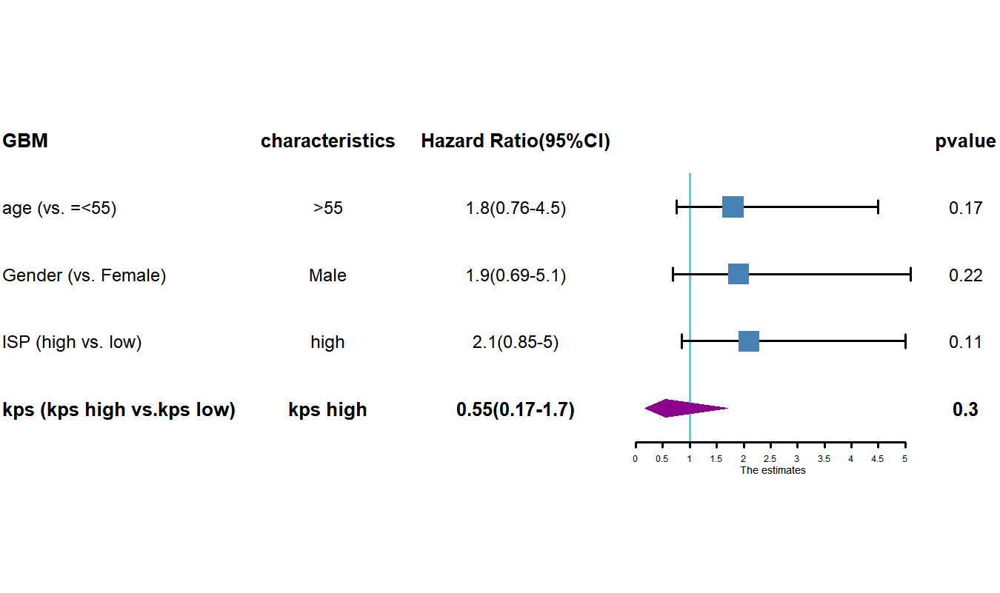 GBM characteristics Hazard Ratio(95%CI) pvalue
age (vs. =<55) >55 1.8(0.76-4.5) 0.17
Gender (vs. Female) Male 1.9(0.69-5.1) 0.22
ISP (high vs. low) high 2.1(0.85-5) 0.11
kps (kps high vs.kps low) kps high 0.55(0.17-1.7) 0.3
0 0.5 1 1.5 2 2.5 3 3.5 4 4.5 5
The estimates